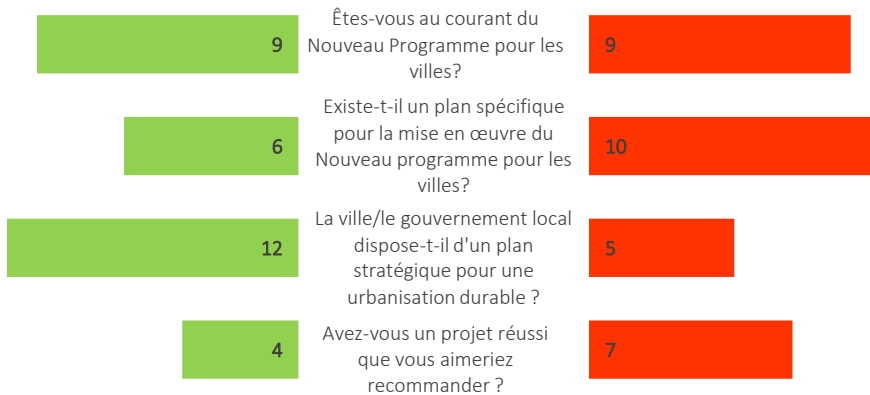 9
Êtes-vous au courant du
Nouveau Programme pour les
villes?
9
6
Existe-t-il un plan spécifique
pour la mise en œuvre du
Nouveau programme pour les
villes?
10
12
La ville/le gouvernement local
dispose-t-il d'un plan
stratégique pour une
urbanisation durable ?
5
4
Avez-vous un projet réussi
que vous aimeriez
recommander ?
7